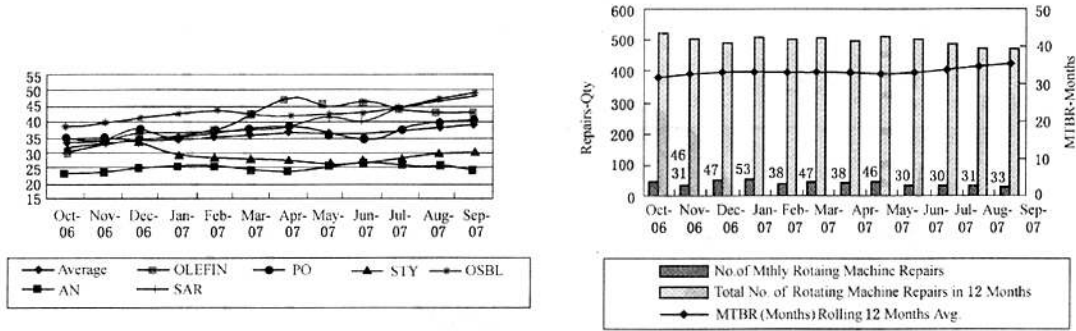 55
50
45
40
35
30
25
20
15
Oct-06 Nov-06 Dec-06 Jan-07 Feb-07 Mar-07 Apr-07 May-07 Jun-07 Jul-07 Aug-07 Sep-07
Average OLEFIN PO STY OSBL
AN SAR
Repairs-Qty
600
500
400
300
200
100
0
46 31 47 53 38 47 38 46 30 30 31 33
50
40
30
20
10
0
MTBR-Months
Oct-06 Nov-06 Dec-06 Jan-07 Feb-07 Mar-07 Apr-07 May-07 Jun-07 Jul-07 Aug-07 Sep-07
No.of Mthly Rotaing Machine Repairs
Total No. of Rotating Machine Repairs in 12 Months
MTBR (Months) Rolling 12 Months Avg.